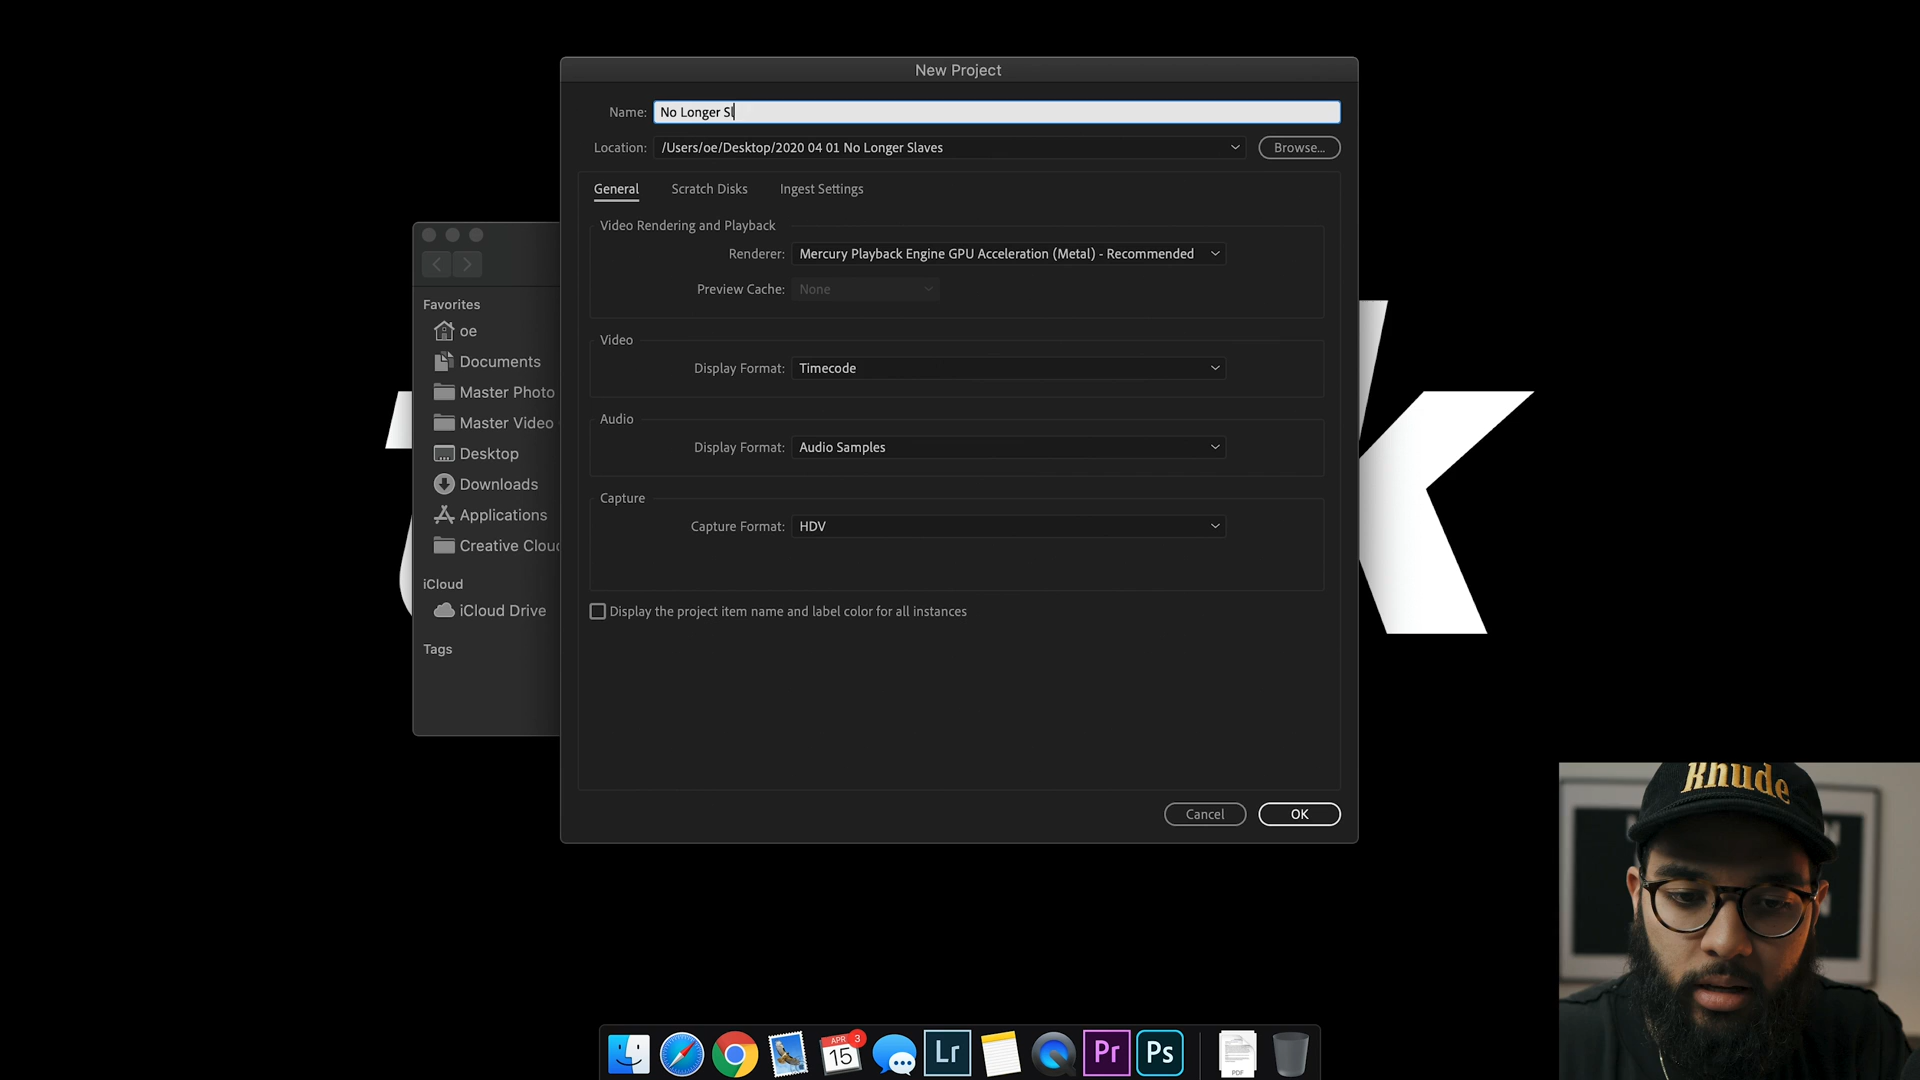 New Project
Name: No Longer Sl
Location: /Users/oe/Desktop/2020 04 01 No Longer Slaves Browse...
General Scratch Disks Ingest Settings
Video Rendering and Playback
Renderer: Mercury Playback Engine GPU Acceleration (Metal) - Recommended
Preview Cache: None
Video
Display Format: Timecode
Audio
Display Format: Audio Samples
Capture
Capture Format: HDV
Display the project item name and label color for all instances
Cancel OK
Favorites
oe
Documents
Master Photo
Master Video
Desktop
Downloads
Applications
Creative Clou
iCloud
iCloud Drive
Tags
k
Rhude
APR 3
15
Lr
Pr
Ps
PDF